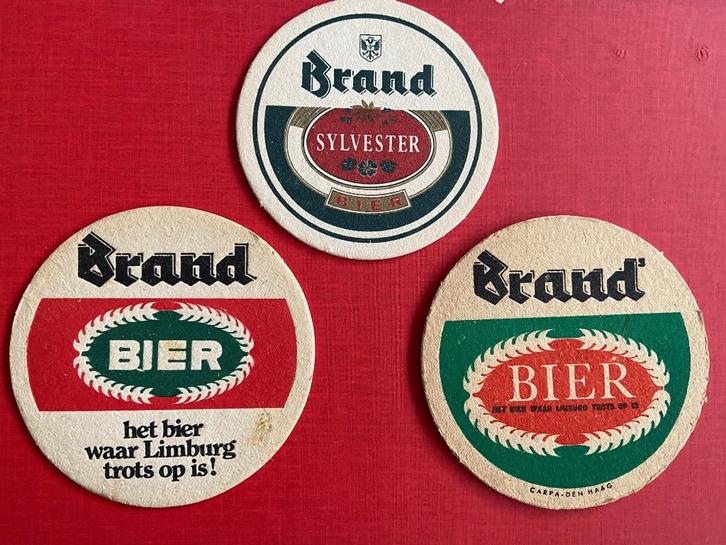 Brand
SYLVESTER
BIER
Brand
BIER
het bier
waar Limburg
trots op is!
Brand'
BIER
HET BIER WAAR LIMBURG TROTS OP IS
CARPA-DEN HAAG